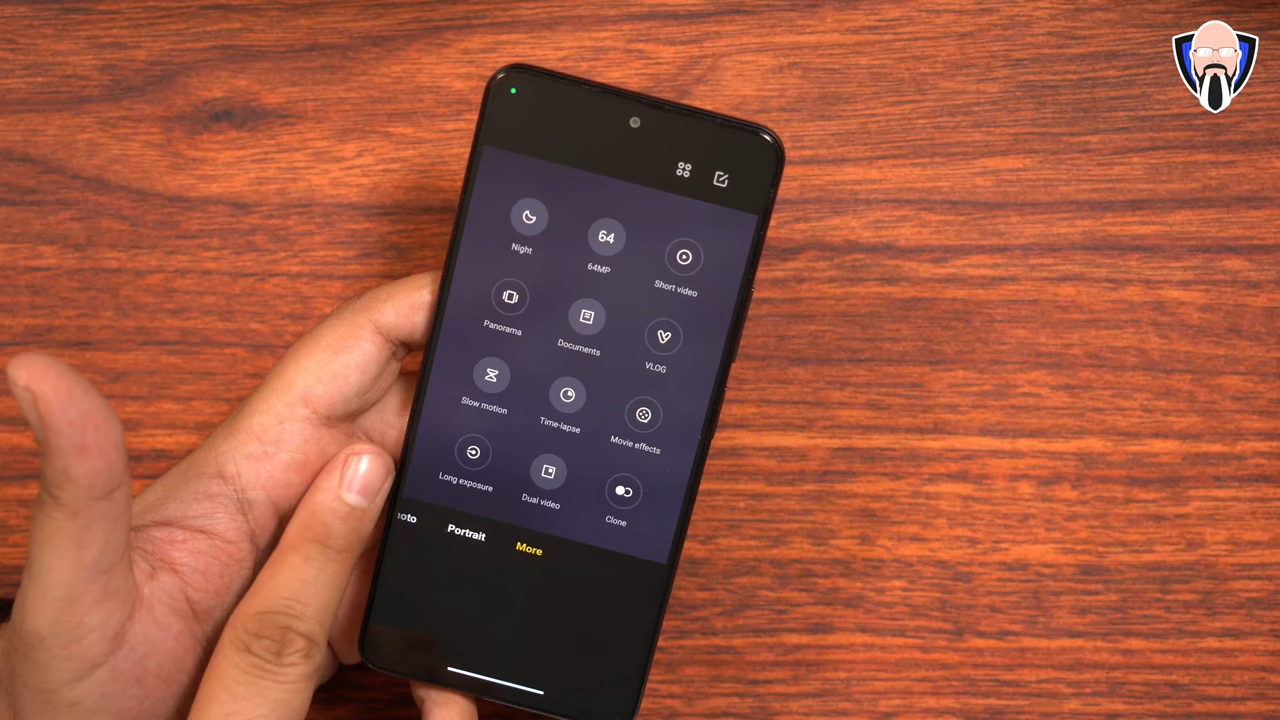 Night
64
64MP
Short video
Panorama
Documents
VLOG
Slow motion
Time-lapse
Movie effects
Long exposure
Dual video
Clone
hoto
Portrait
More